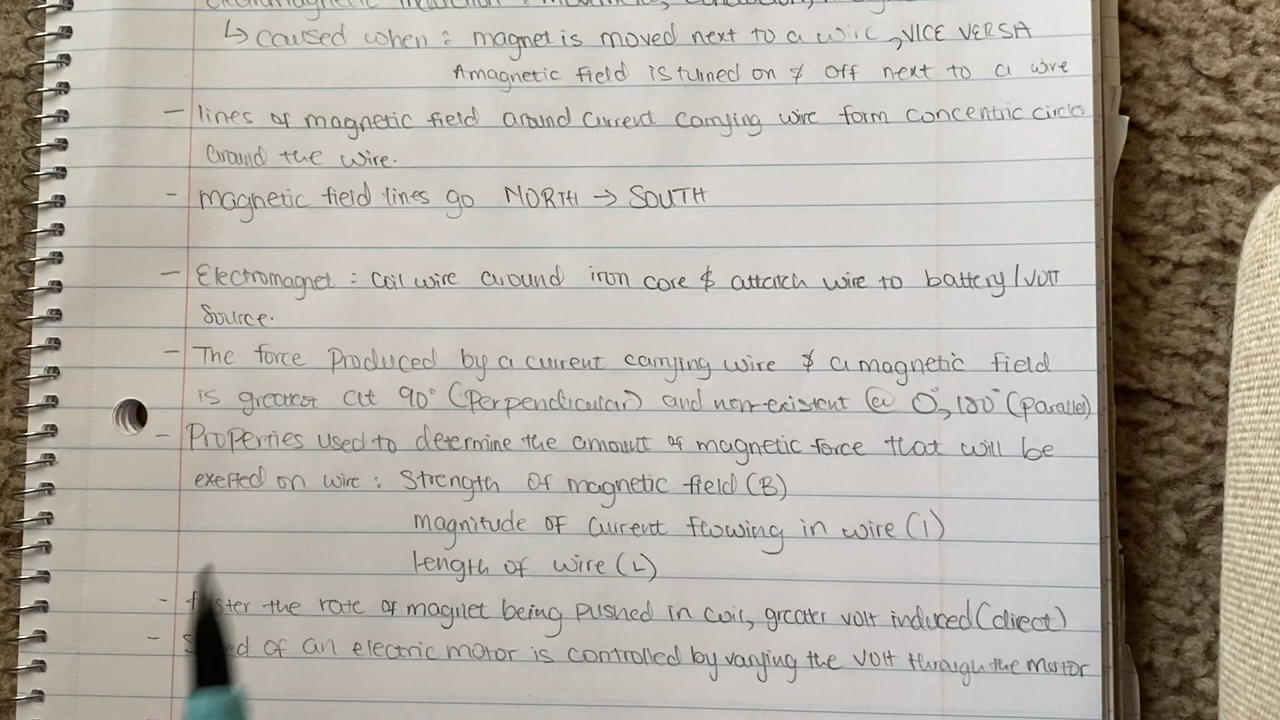 ↳ caused when : magnet is moved next to a wire, VICE VERSA
A magnetic field is turned on & off next to a wire
- lines of magnetic field around current carrying wire form concentric circles
around the wire.
- magnetic field lines go NORTH → SOUTH
- Electromagnet : coil wire around iron core & attatch wire to battery/volt
source.
- The force produced by a current carrying wire & a magnetic field
is greatest at 90° (perpendicular) and non-existent @ 0°, 180° (parallel)
- Properties used to determine the amount of magnetic force that will be
exerted on wire : Strength of magnetic field (B)
magnitude of current flowing in wire (I)
length of wire (L)
- the rate of magnet being pushed in coil, greater volt induced (direct)
- of an electric motor is controlled by varying the volt through the motor